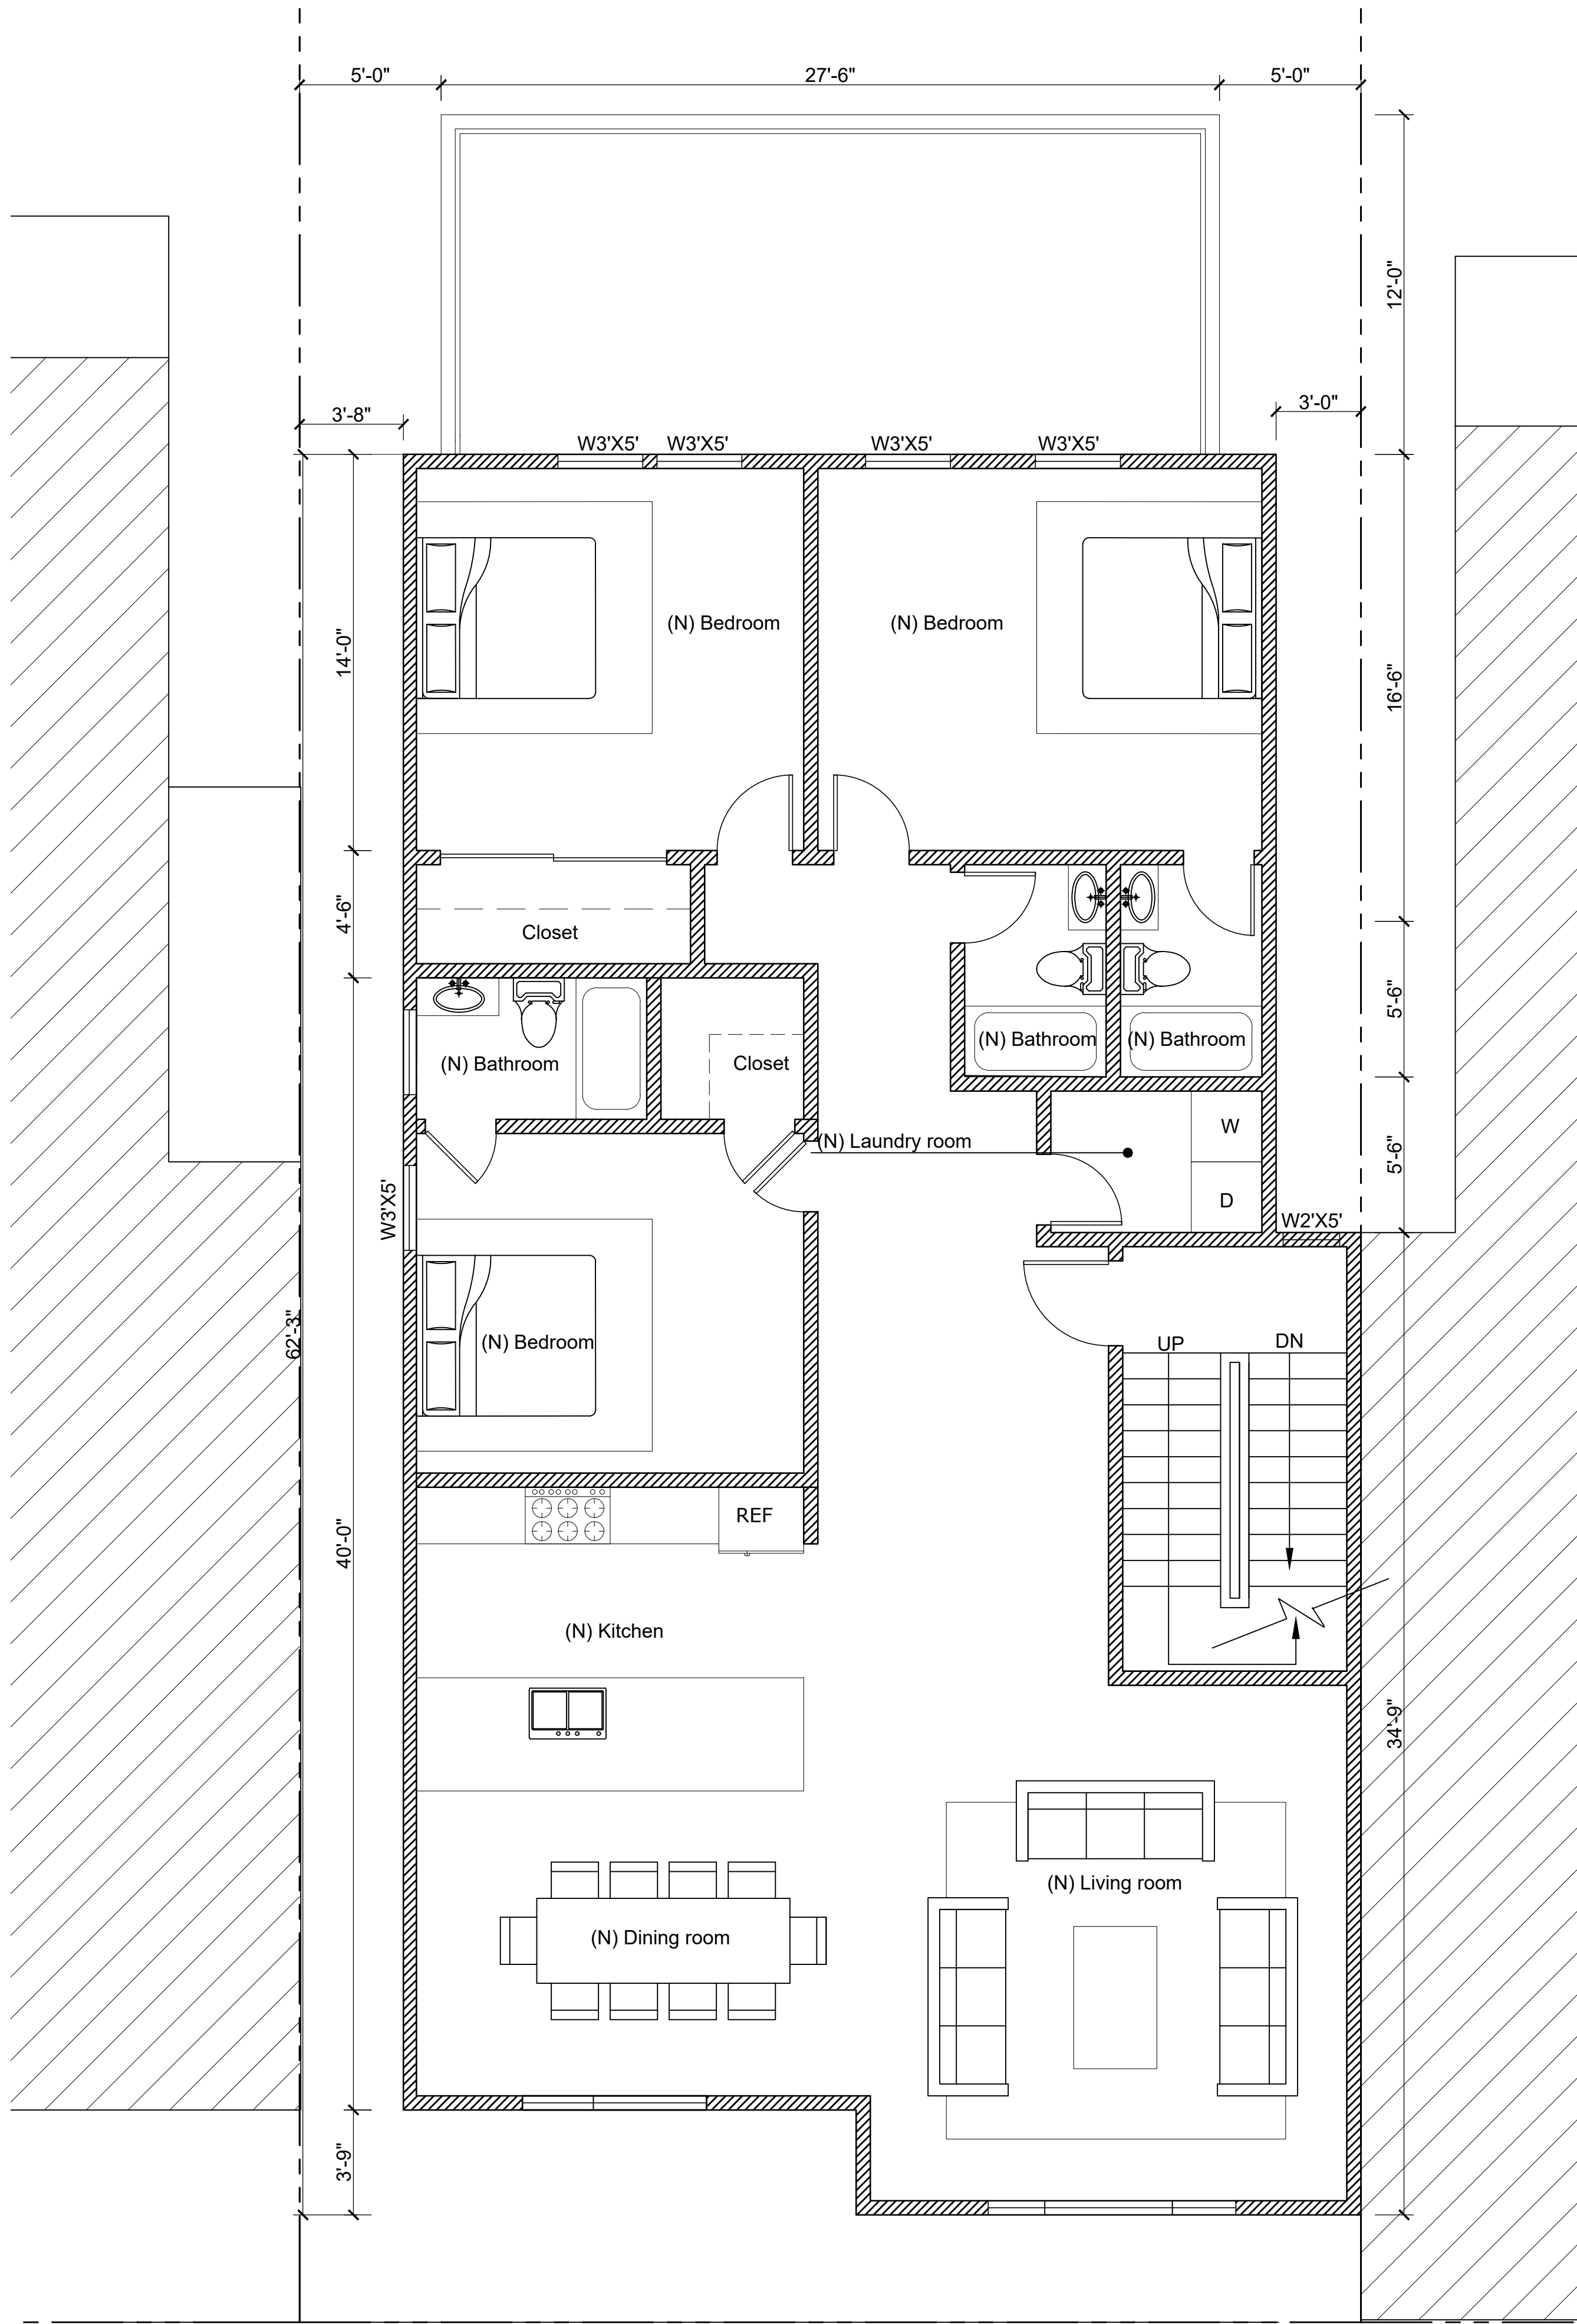 5'-0"
27'-6"
5'-0"
12'-0"
3'-8"
3'-0"
W3'X5'
W3'X5'
W3'X5'
W3'X5'
14'-0"
(N) Bedroom
(N) Bedroom
16'-6"
4'-6"
Closet
5'-6"
(N) Bathroom
Closet
(N) Bathroom
(N) Bathroom
(N) Laundry room
W
D
5'-6"
W3'X5'
W2'X5'
62'-3"
(N) Bedroom
UP
DN
40'-0"
REF
(N) Kitchen
34'-9"
(N) Living room
(N) Dining room
3'-9"